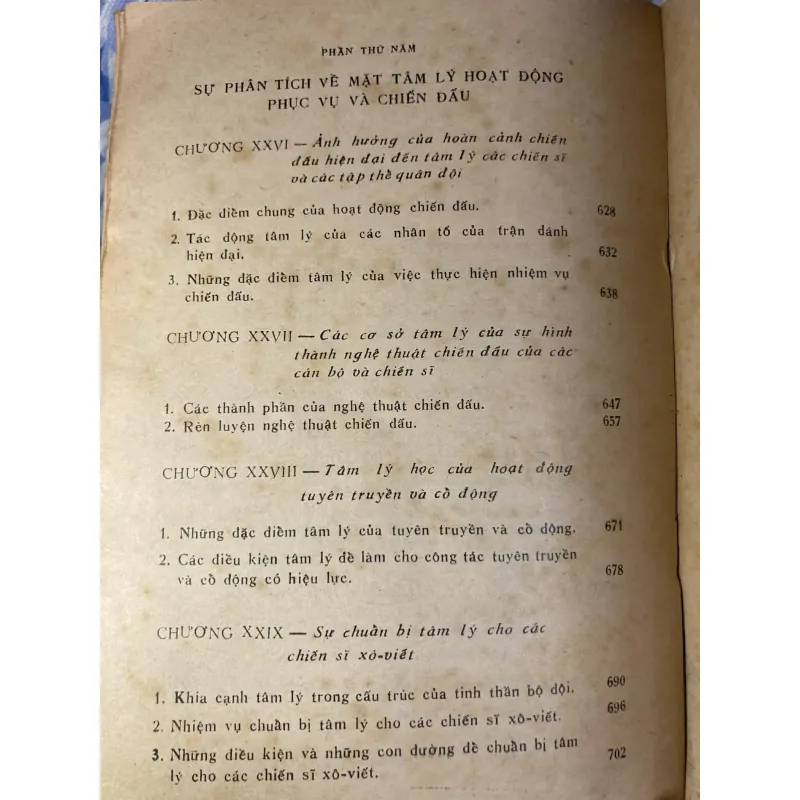 PHẦN THỨ NĂM
SỰ PHÂN TÍCH VỀ MẶT TÂM LÝ HOẠT ĐỘNG
PHỤC VỤ VÀ CHIẾN ĐẤU
CHƯƠNG XXVI — Ảnh hưởng của hoàn cảnh chiến
đấu hiện đại đến tâm lý các chiến sĩ
và các tập thể quân đội
1. Đặc điểm chung của hoạt động chiến đấu. 628
2. Tác động tâm lý của các nhân tố của trận đánh
hiện đại. 632
3. Những đặc điểm tâm lý của việc thực hiện nhiệm vụ
chiến đấu. 638
CHƯƠNG XXVII — Các cơ sở tâm lý của sự hình
thành nghệ thuật chiến đấu của các
cán bộ và chiến sĩ
1. Các thành phần của nghệ thuật chiến đấu. 647
2. Rèn luyện nghệ thuật chiến đấu. 657
CHƯƠNG XXVIII — Tâm lý học của hoạt động
tuyên truyền và cổ động
1. Những đặc điểm tâm lý của tuyên truyền và cổ động. 671
2. Các điều kiện tâm lý để làm cho công tác tuyên truyền
và cổ động có hiệu lực. 678
CHƯƠNG XXIX — Sự chuẩn bị tâm lý cho các
chiến sĩ xô-viết
1. Khía cạnh tâm lý trong cấu trúc của tinh thần bộ đội. 690
2. Nhiệm vụ chuẩn bị tâm lý cho các chiến sĩ xô-viết. 696
3. Những điều kiện và những con đường để chuẩn bị tâm
lý cho các chiến sĩ xô-viết. 702